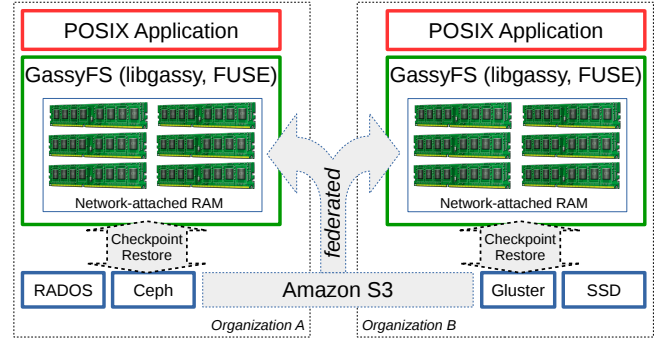 POSIX Application
GassyFS (libgassy, FUSE)
Network-attached RAM
Checkpoint
Restore
RADOS
Ceph
Organization A
federated
Amazon S3
POSIX Application
GassyFS (libgassy, FUSE)
Network-attached RAM
Checkpoint
Restore
Gluster
SSD
Organization B